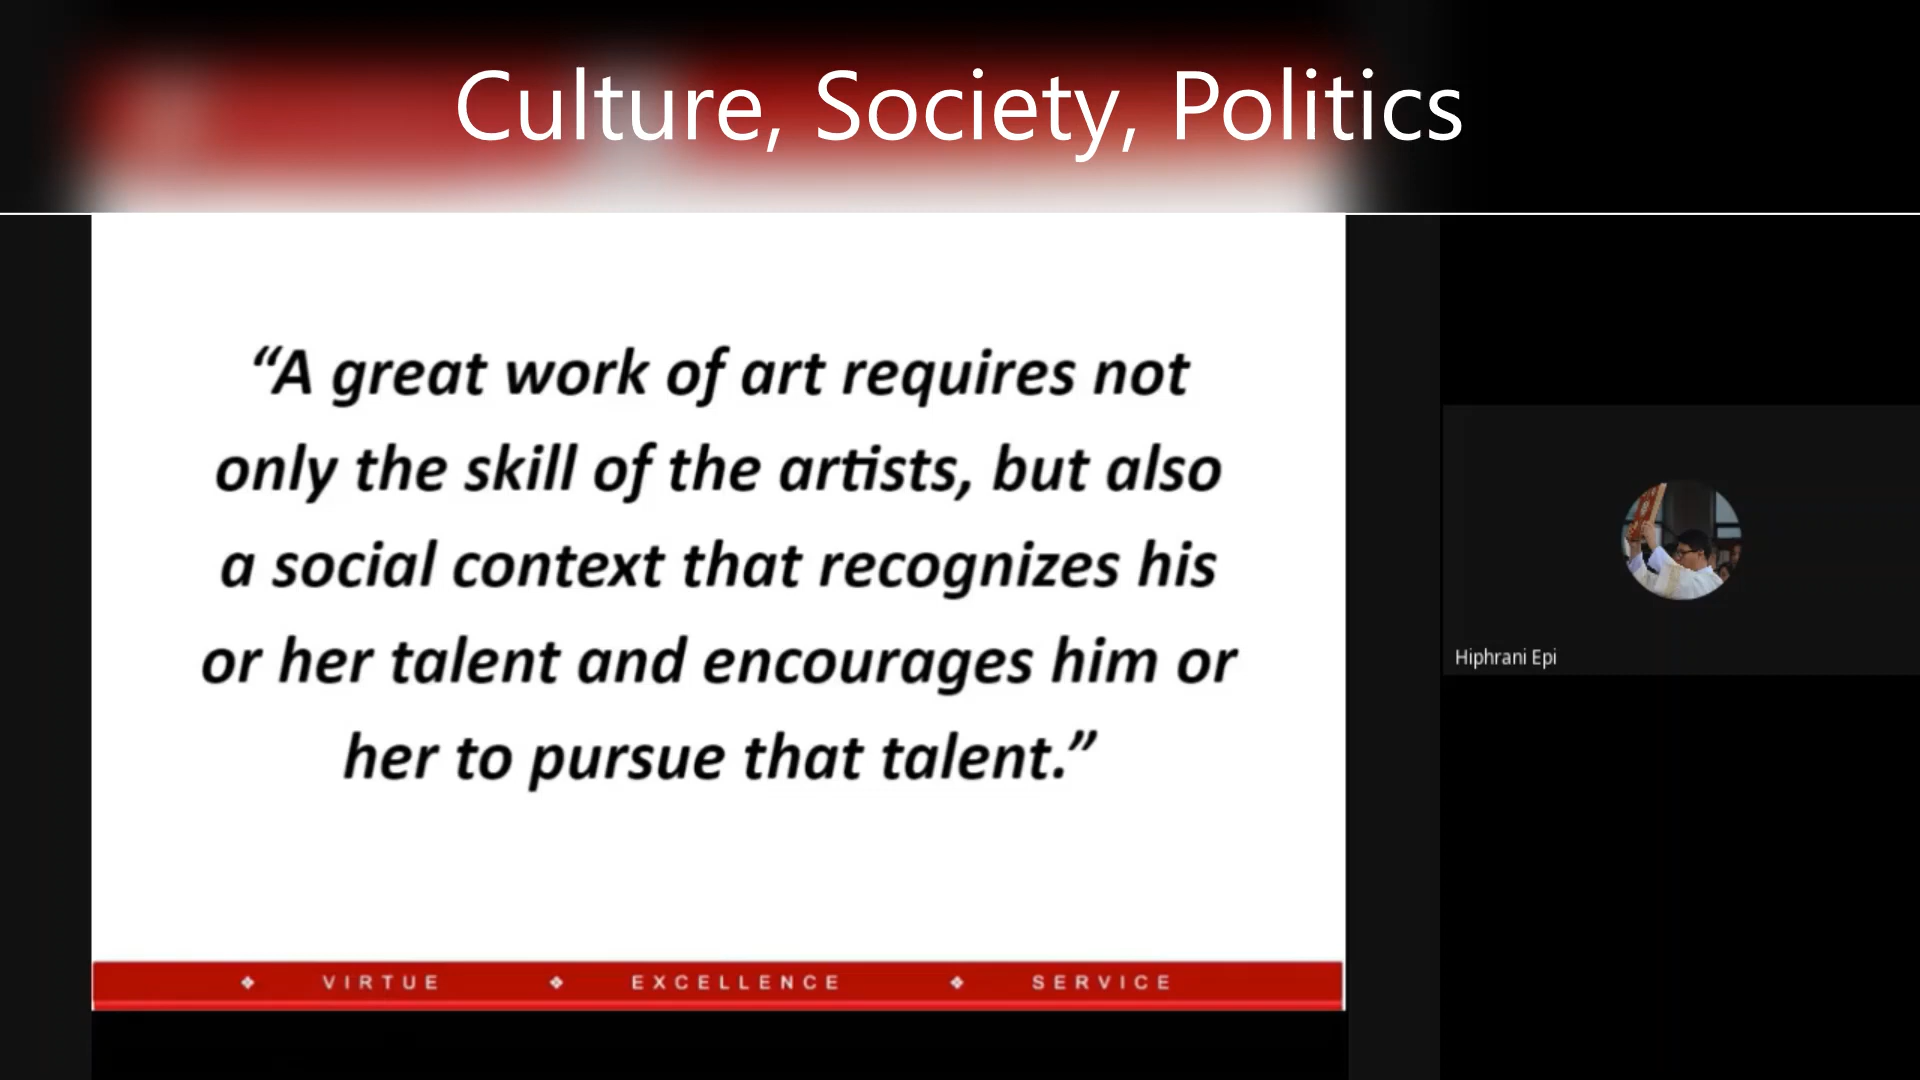 Culture, Society, Politics
“A great work of art requires not
only the skill of the artists, but also
a social context that recognizes his
or her talent and encourages him or
her to pursue that talent.”
Hiphrani Epi
❖ VIRTUE ❖ EXCELLENCE ❖ SERVICE